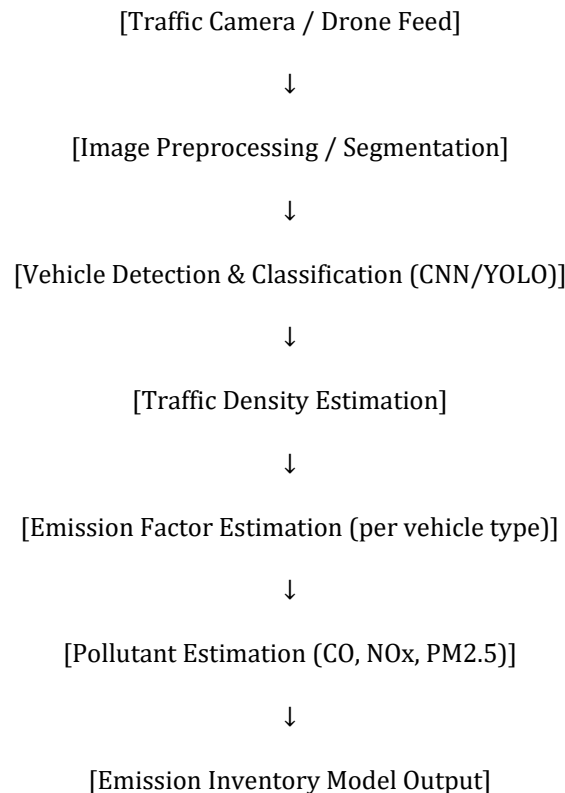 [Traffic Camera / Drone Feed]
↓
[Image Preprocessing / Segmentation]
↓
[Vehicle Detection & Classification (CNN/YOLO)]
↓
[Traffic Density Estimation]
↓
[Emission Factor Estimation (per vehicle type)]
↓
[Pollutant Estimation (CO, NOx, PM2.5)]
↓
[Emission Inventory Model Output]